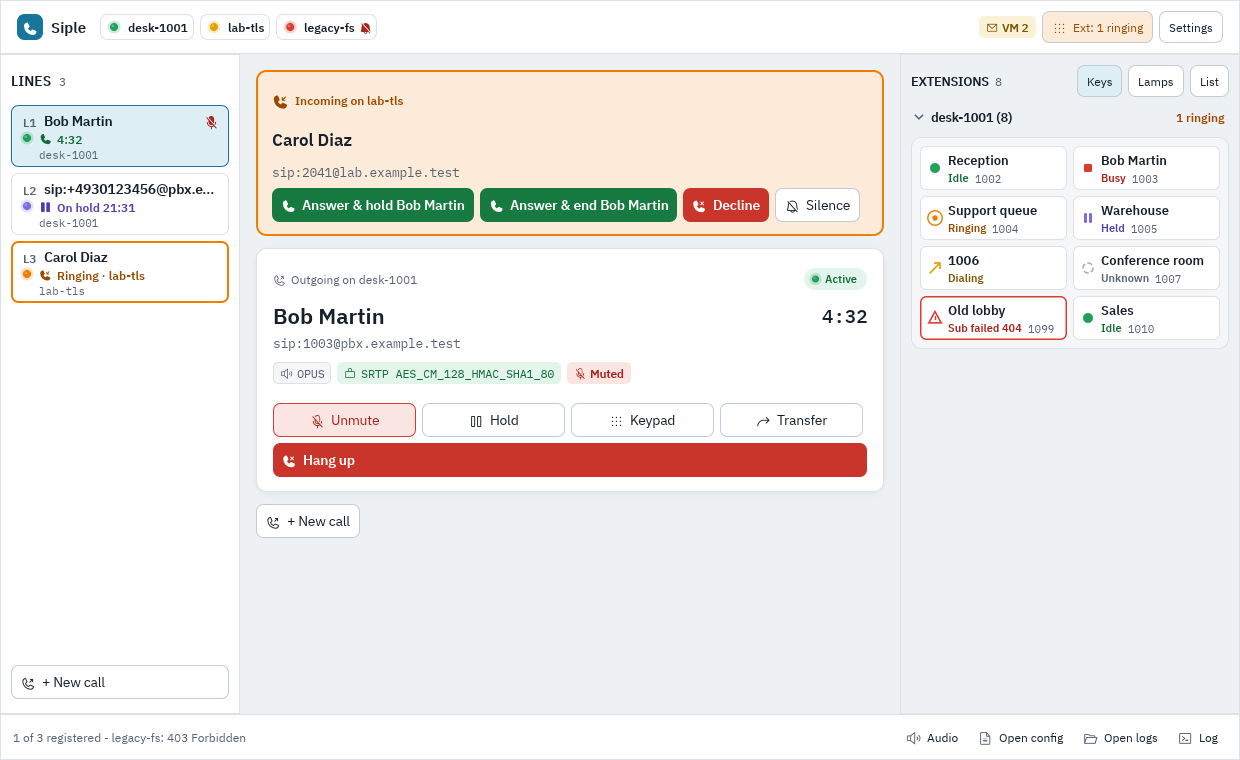 Siple
desk-1001
lab-tls
legacy-fs
VM 2
Ext: 1 ringing
Settings
LINES 3
L1 Bob Martin
4:32
desk-1001
L2 sip:+4930123456@pbx.e...
On hold 21:31
desk-1001
L3 Carol Diaz
Ringing · lab-tls
lab-tls
+ New call
Incoming on lab-tls
Carol Diaz
sip:2041@lab.example.test
Answer & hold Bob Martin
Answer & end Bob Martin
Decline
Silence
Outgoing on desk-1001
Active
Bob Martin
4:32
sip:1003@pbx.example.test
OPUS
SRTP AES_CM_128_HMAC_SHA1_80
Muted
Unmute
Hold
Keypad
Transfer
Hang up
+ New call
EXTENSIONS 8
Keys
Lamps
List
desk-1001 (8)
1 ringing
Reception
Idle 1002
Bob Martin
Busy 1003
Support queue
Ringing 1004
Warehouse
Held 1005
1006
Dialing
Conference room
Unknown 1007
Old lobby
Sub failed 404 1099
Sales
Idle 1010
1 of 3 registered - legacy-fs: 403 Forbidden
Audio
Open config
Open logs
Log